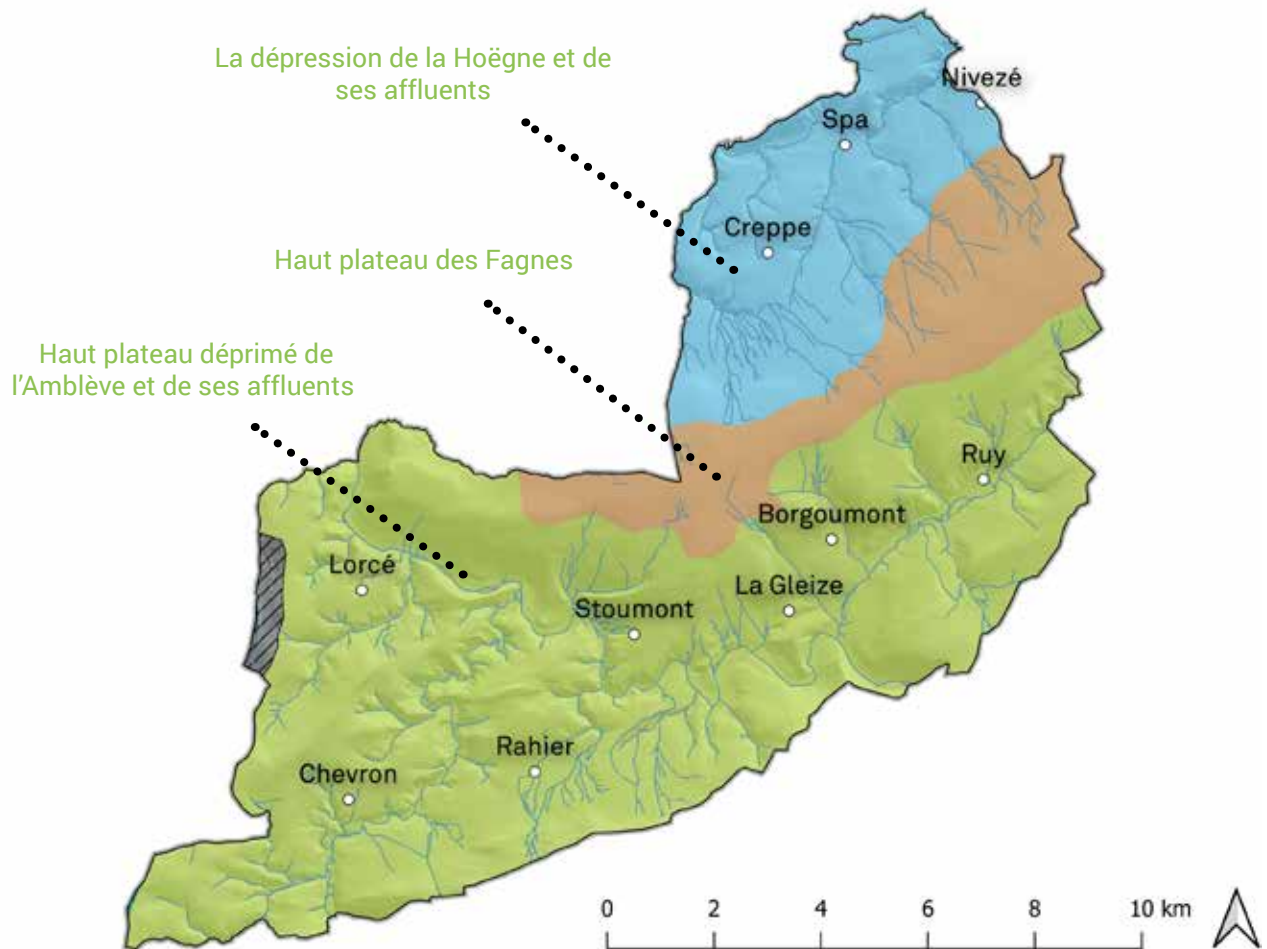 La dépression de la Hoëgne et de
ses affluents
Nivezé
Spa
Creppe
Haut plateau des Fagnes
Haut plateau déprimé de
l'Amblève et de ses affluents
Ruy
Borgoumont
Lorcé
La Gleize
Stoumont
Rahier
Chevron
0 2 4 6 8 10 km